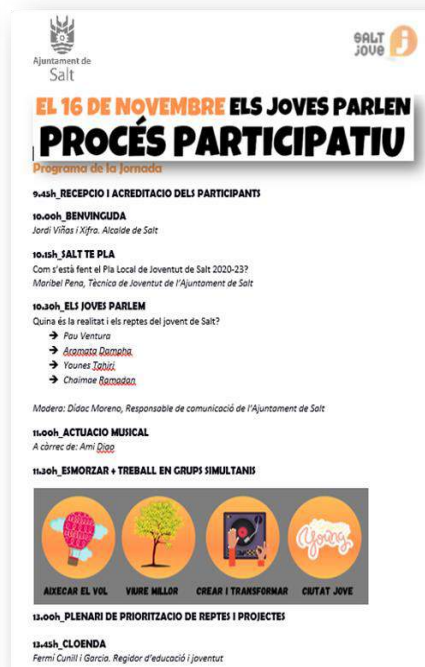 Ajuntament de
Salt
SALT
JOVE
EL 16 DE NOVEMBRE ELS JOVES PARLEN
PROCÉS PARTICIPATIU
Programa de la Jornada
9.45h_RECEPCIO I ACREDITACIO DELS PARTICIPANTS
10.00h_BENVINGUDA
Jordi Viñas i Xifra. Alcalde de Salt
10.15h_SALT TE PLA
Com s'està fent el Pla Local de Joventut de Salt 2020-23?
Maribel Pena, Tècnica de Joventut de l'Ajuntament de Salt
10.30h_ELS JOVES PARLEM
Quina és la realitat i els reptes del jovent de Salt?
➔ Pau Ventura
➔ Aramata Dampha
➔ Younes Tahiri
➔ Chaimae Ramadan
Modera: Dídac Moreno, Responsable de comunicació de l'Ajuntament de Salt
11.00h_ACTUACIO MUSICAL
A càrrec de: Ami Diao
11.30h_ESMORZAR + TREBALL EN GRUPS SIMULTANIS
Young
AIXECAR EL VOL VIURE MILLOR CREAR I TRANSFORMAR CIUTAT JOVE
13.00h_PLENARI DE PRIORITZACIO DE REPTES I PROJECTES
13.45h_CLOENDA
Fermí Cunill i Garcia. Regidor d'educació i joventut